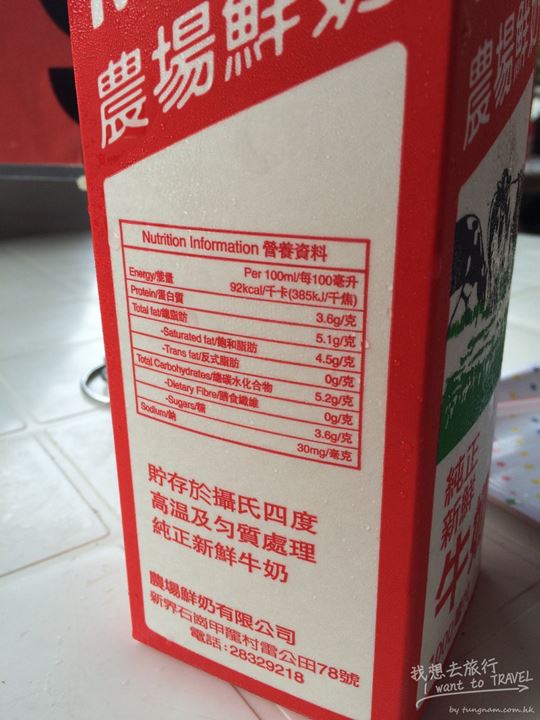 農場鮮奶
農場鮮
Nutrition Information 營養資料
Per 100ml/每100毫升
Energy/能量 92kcal/千卡(385kJ/千焦)
Protein/蛋白質 3.6g/克
Total fat/總脂肪 5.1g/克
-Saturated fat/飽和脂肪 4.5g/克
-Trans fat/反式脂肪 0g/克
Total Carbohydrates/總碳水化合物 5.2g/克
-Dietary Fibre/膳食纖維 0g/克
-Sugars/糖 3.6g/克
Sodium/鈉 30mg/毫克
貯存於攝氏四度
高溫及勻質處理
純正新鮮牛奶
農場鮮奶有限公司
新界石崗甲龍村雷公田78號
電話:28329218
純正
新鮮
牛奶
我想去旅行
I want to TRAVEL
by tungnam.com.hk